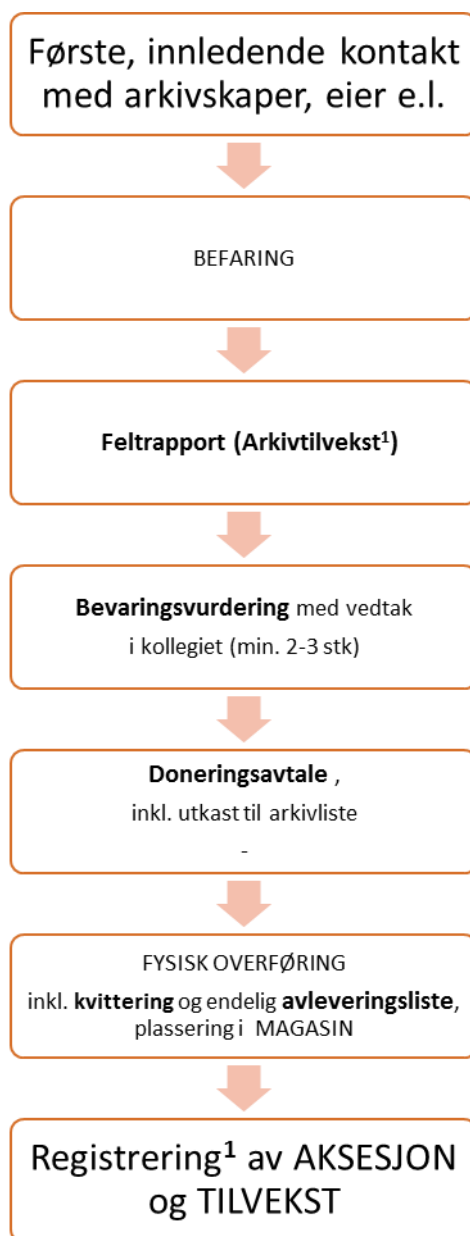 Første, innledende kontakt
med arkivskaper, eier e.l.
BEFARING
Feltrapport (Arkivtilvekst¹)
Bevaringsvurdering med vedtak
i kollegiet (min. 2-3 stk)
Doneringsavtale ,
inkl. utkast til arkivliste
-
FYSISK OVERFØRING
inkl. kvittering og endelig avleveringsliste,
plassering i MAGASIN
Registrering¹ av AKSESJON
og TILVEKST